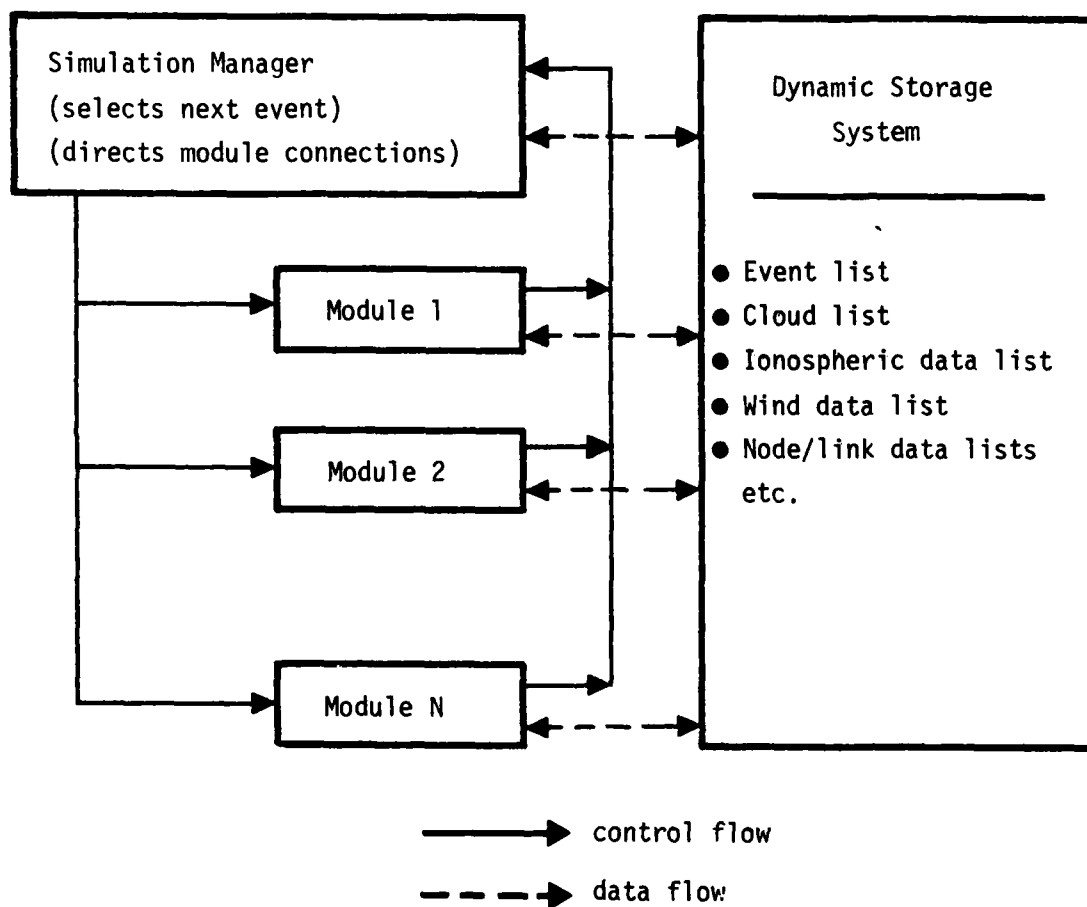 Simulation Manager
(selects next event)
(directs module connections)
Dynamic Storage
System
Module 1
Module 2
Module N
● Event list
● Cloud list
● Ionospheric data list
● Wind data list
● Node/link data lists
etc.
control flow
data flow